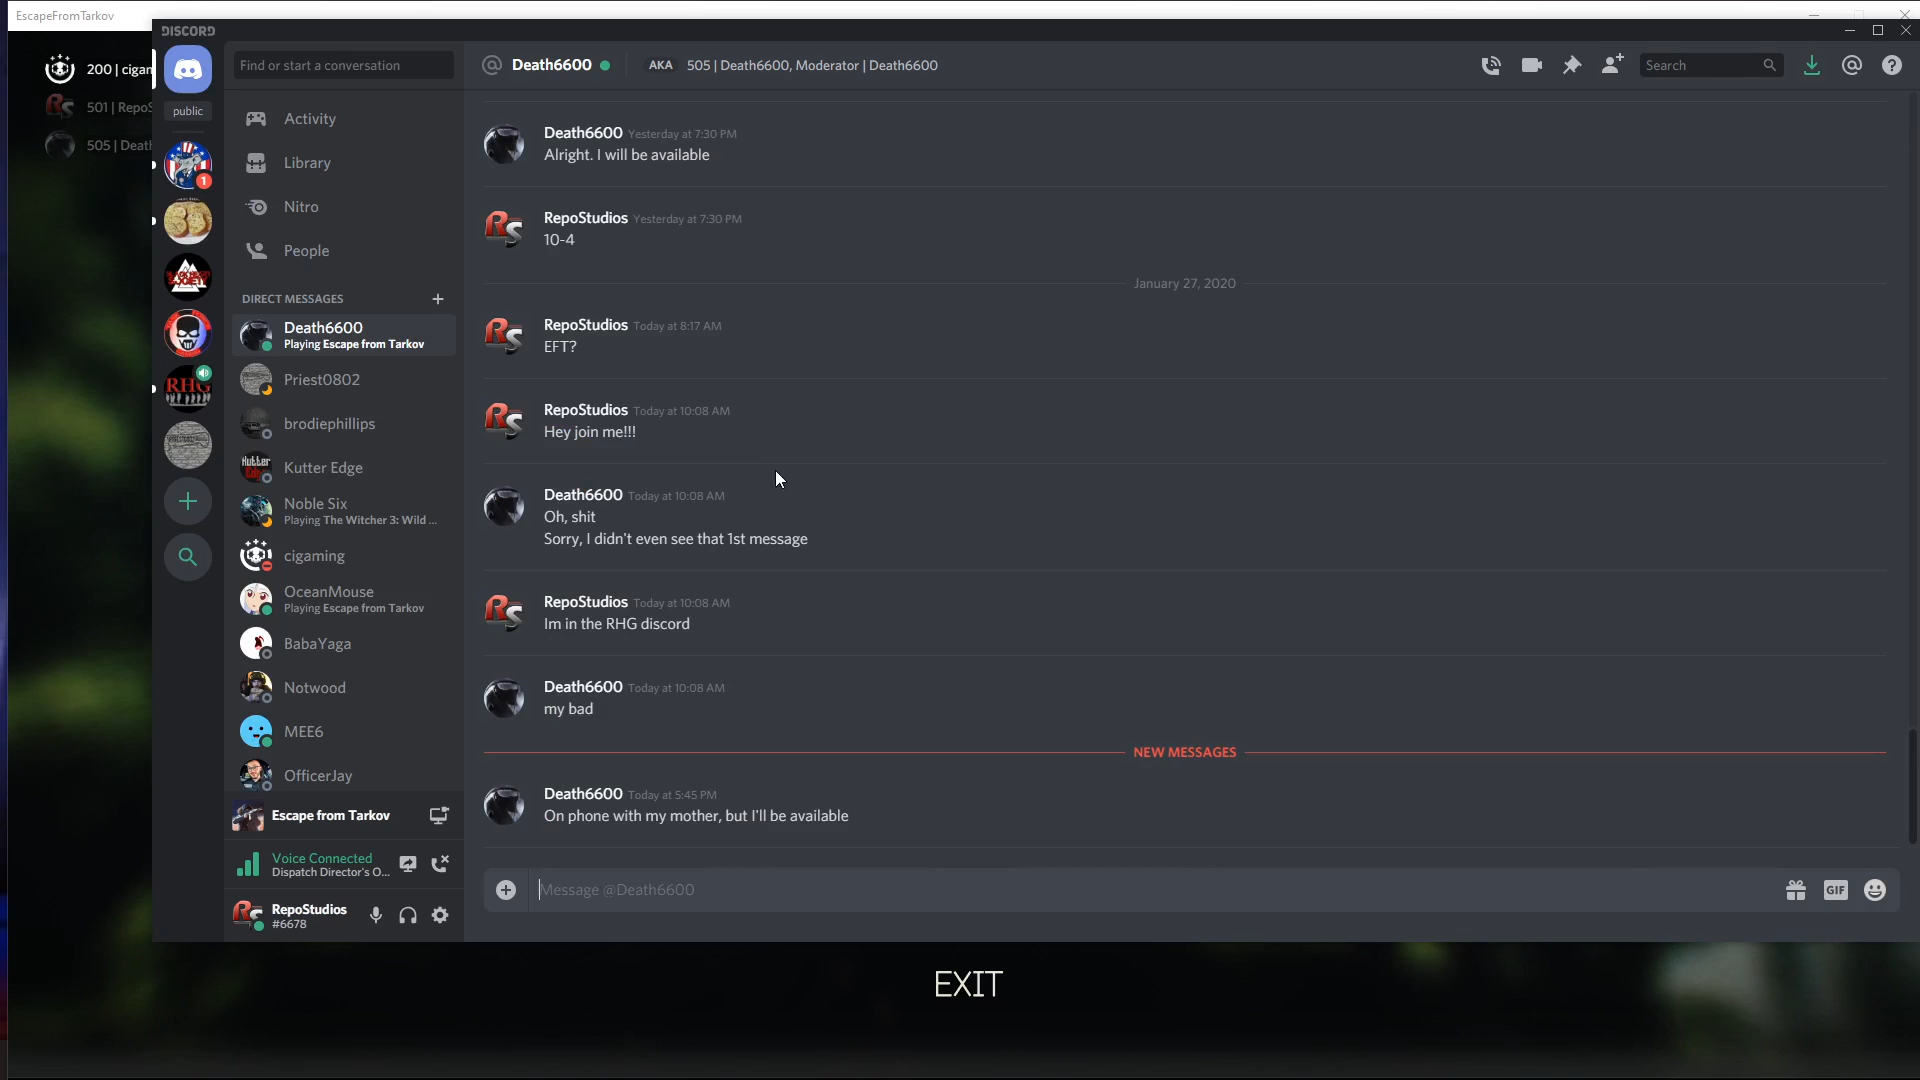 EscapeFromTarkov
DISCORD
200 | cigam
501 | RepoS
505 | Death
public
1
RHG
Find or start a conversation
Activity
Library
Nitro
People
DIRECT MESSAGES
Death6600
Playing Escape from Tarkov
Priest0802
brodiephillips
Kutter Edge
Noble Six
Playing The Witcher 3: Wild ...
cigaming
OceanMouse
Playing Escape from Tarkov
BabaYaga
Notwood
MEE6
OfficerJay
Escape from Tarkov
Voice Connected
Dispatch Director's O...
RepoStudios
#6678
Death6600
AKA 505 | Death6600, Moderator | Death6600
Search
Death6600 Yesterday at 7:30 PM
Alright. I will be available
RepoStudios Yesterday at 7:30 PM
10-4
January 27, 2020
RepoStudios Today at 8:17 AM
EFT?
RepoStudios Today at 10:08 AM
Hey join me!!!
Death6600 Today at 10:08 AM
Oh, shit
Sorry, I didn't even see that 1st message
RepoStudios Today at 10:08 AM
Im in the RHG discord
Death6600 Today at 10:08 AM
my bad
NEW MESSAGES
Death6600 Today at 5:45 PM
On phone with my mother, but I'll be available
Message @Death6600
GIF
EXIT